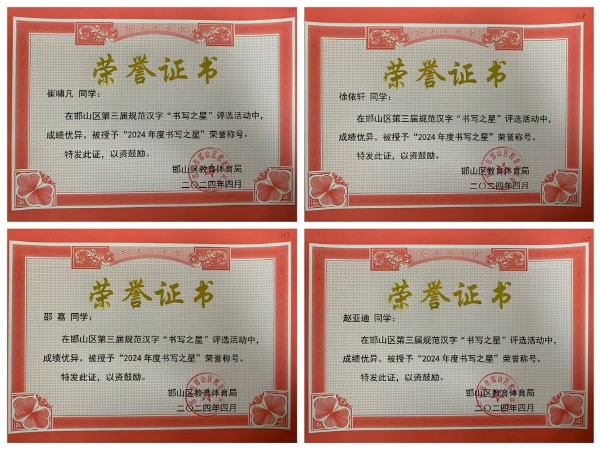 荣誉证书
崔啸凡 同学：
在邯山区第三届规范汉字“书写之星”评选活动中，
成绩优异。被授予“2024年度书写之星”荣誉称号。
特发此证，以资鼓励。
邯山区教育体育局
二〇二四年四月
荣誉证书
徐依轩 同学：
在邯山区第三届规范汉字“书写之星”评选活动中，
成绩优异。被授予“2024年度书写之星”荣誉称号。
特发此证，以资鼓励。
邯山区教育体育局
二〇二四年四月
荣誉证书
邵 嘉 同学：
在邯山区第三届规范汉字“书写之星”评选活动中，
成绩优异。被授予“2024年度书写之星”荣誉称号。
特发此证，以资鼓励。
邯山区教育体育局
二〇二四年四月
荣誉证书
赵亚迪 同学：
在邯山区第三届规范汉字“书写之星”评选活动中，
成绩优异。被授予“2024年度书写之星”荣誉称号。
特发此证，以资鼓励。
邯山区教育体育局
二〇二四年四月